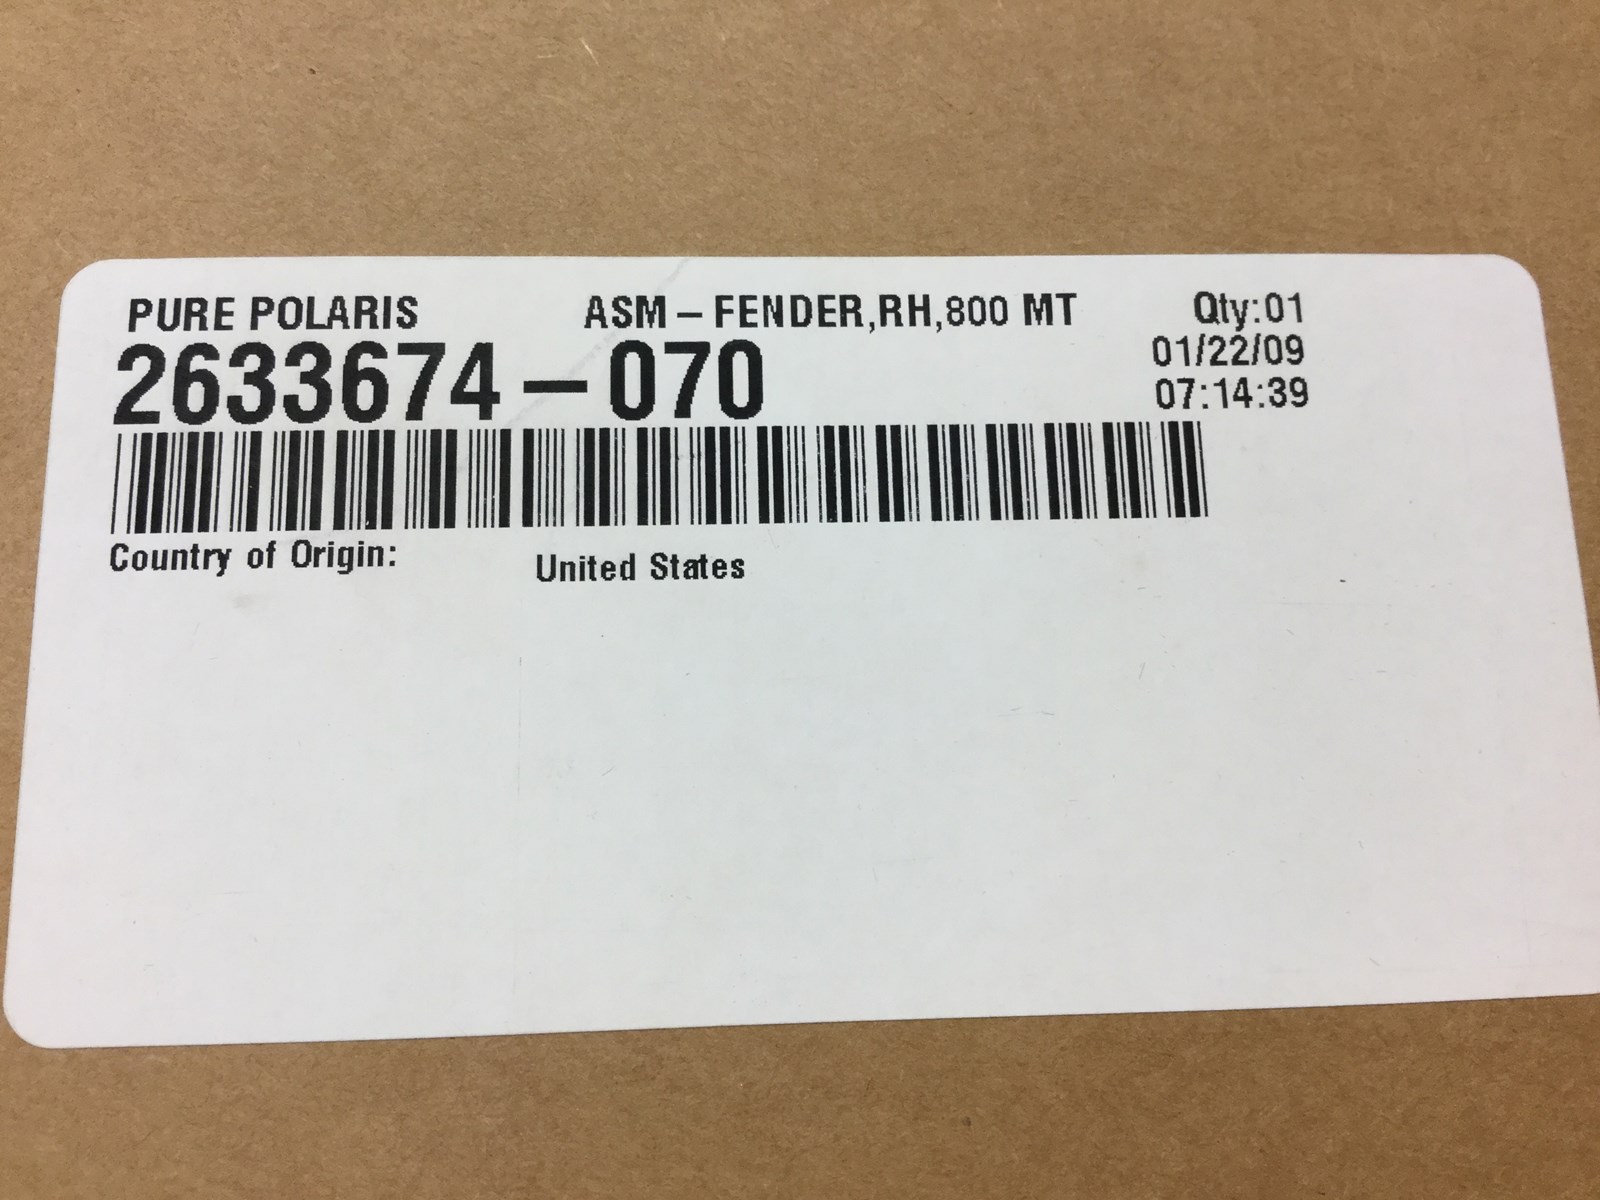 PURE POLARIS ASM – FENDER,RH,800 MT Qty:01
01/22/09
2633674 – 070
07:14:39
Country of Origin: United States